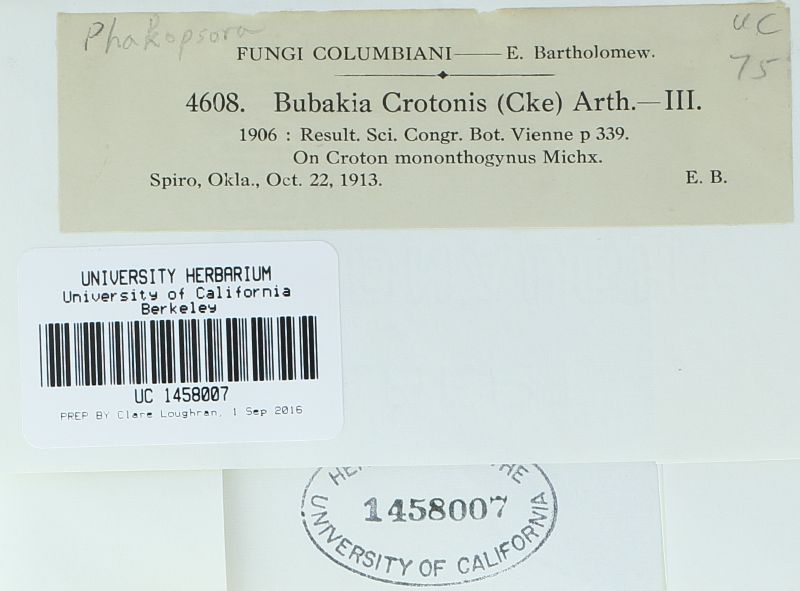 Phakopsora
UC
75
FUNGI COLUMBIANI—— E. Bartholomew.
4608. Bubakia Crotonis (Cke) Arth.—III.
1906 : Result. Sci. Congr. Bot. Vienne p 339.
On Croton mononthogynus Michx.
Spiro, Okla., Oct. 22, 1913. E. B.
UNIVERSITY HERBARIUM
University of California
Berkeley
UC 1458007
PREP BY Clare Loughran, 1 Sep 2016
THE
1458007
UNIVERSITY OF CALIFORNIA